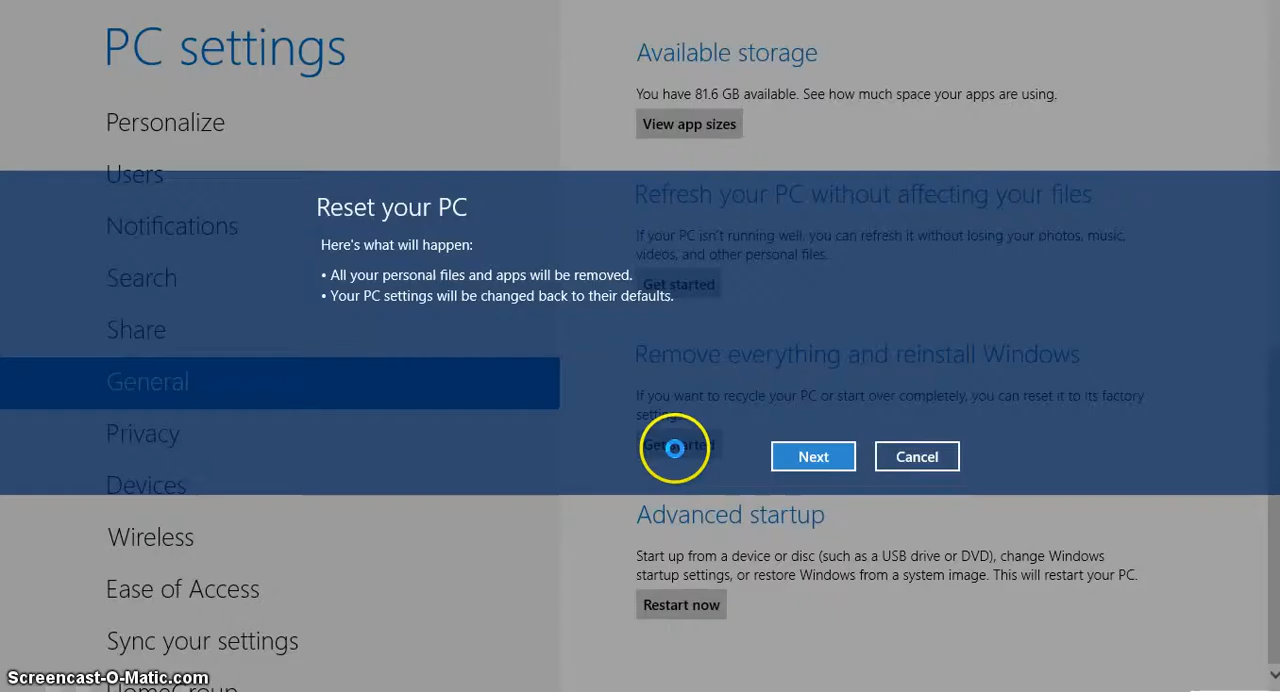 PC settings
Personalize
Users
Notifications
Search
Share
General
Privacy
Devices
Wireless
Ease of Access
Sync your settings
HomeGroup
Available storage
You have 81.6 GB available. See how much space your apps are using.
View app sizes
Refresh your PC without affecting your files
If your PC isn't running well, you can refresh it without losing your photos, music,
videos, and other personal files.
Get started
Remove everything and reinstall Windows
If you want to recycle your PC or start over completely, you can reset it to its factory
settings.
Get started
Advanced startup
Start up from a device or disc (such as a USB drive or DVD), change Windows
startup settings, or restore Windows from a system image. This will restart your PC.
Restart now
Reset your PC
Here's what will happen:
• All your personal files and apps will be removed.
• Your PC settings will be changed back to their defaults.
Next
Cancel
Screencast-O-Matic.com